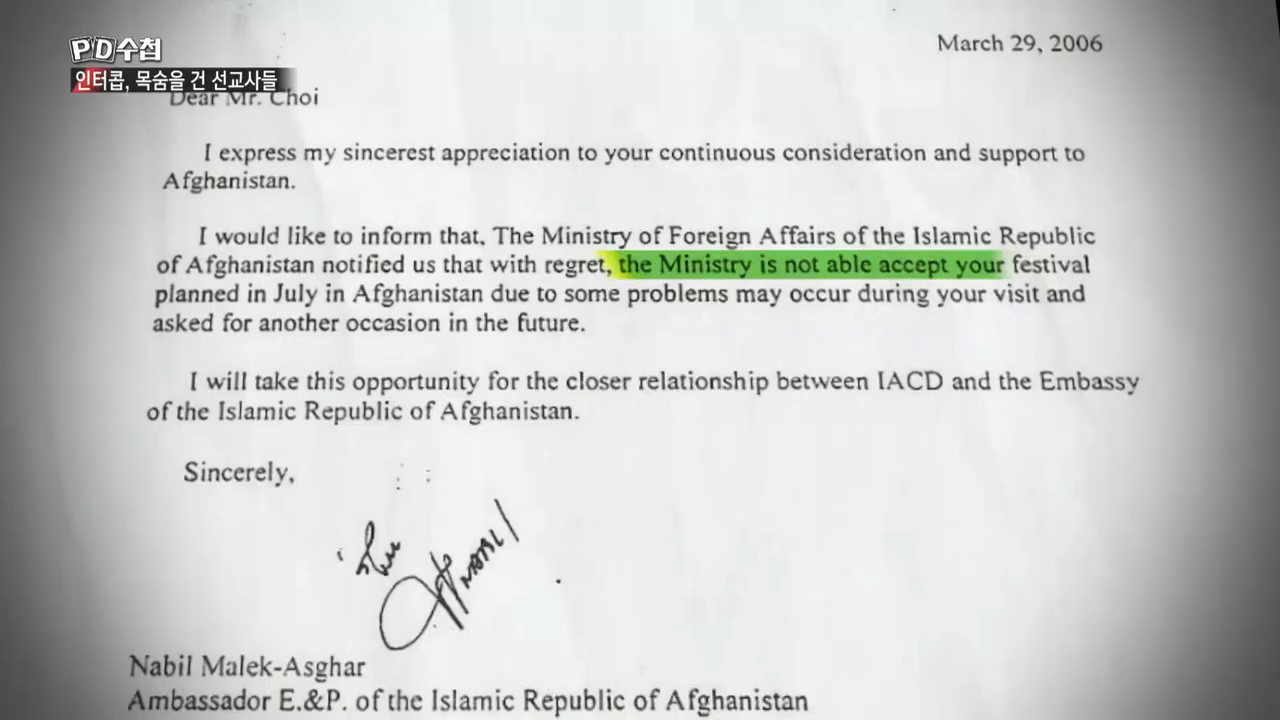 PD수첩
인터콥, 목숨을 건 선교사들
March 29, 2006
Dear Mr. Choi
I express my sincerest appreciation to your continuous consideration and support to
Afghanistan.
I would like to inform that, The Ministry of Foreign Affairs of the Islamic Republic
of Afghanistan notified us that with regret, the Ministry is not able accept your festival
planned in July in Afghanistan due to some problems may occur during your visit and
asked for another occasion in the future.
I will take this opportunity for the closer relationship between IACD and the Embassy
of the Islamic Republic of Afghanistan.
Sincerely,
Nabil Malek-Asghar
Ambassador E.&P. of the Islamic Republic of Afghanistan